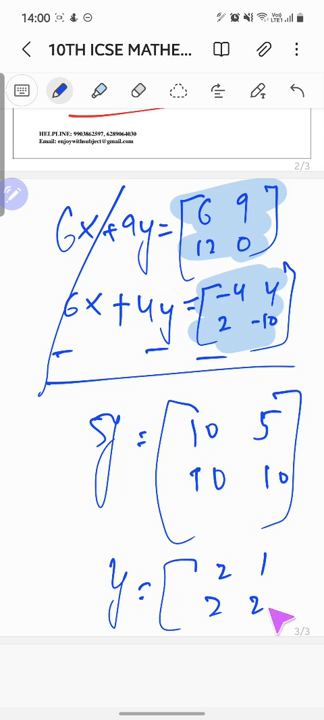 14:00
10TH ICSE MATHE...
HELPLINE: 9903862597, 6289064030
Email: enjoywithsubject@gmail.com
2/3
6x+9y= [6 9
12 0]
6x+4y= [-4 4
2 -10]
5y = [10 5
10 10]
y = [2 1
2 2
3/3